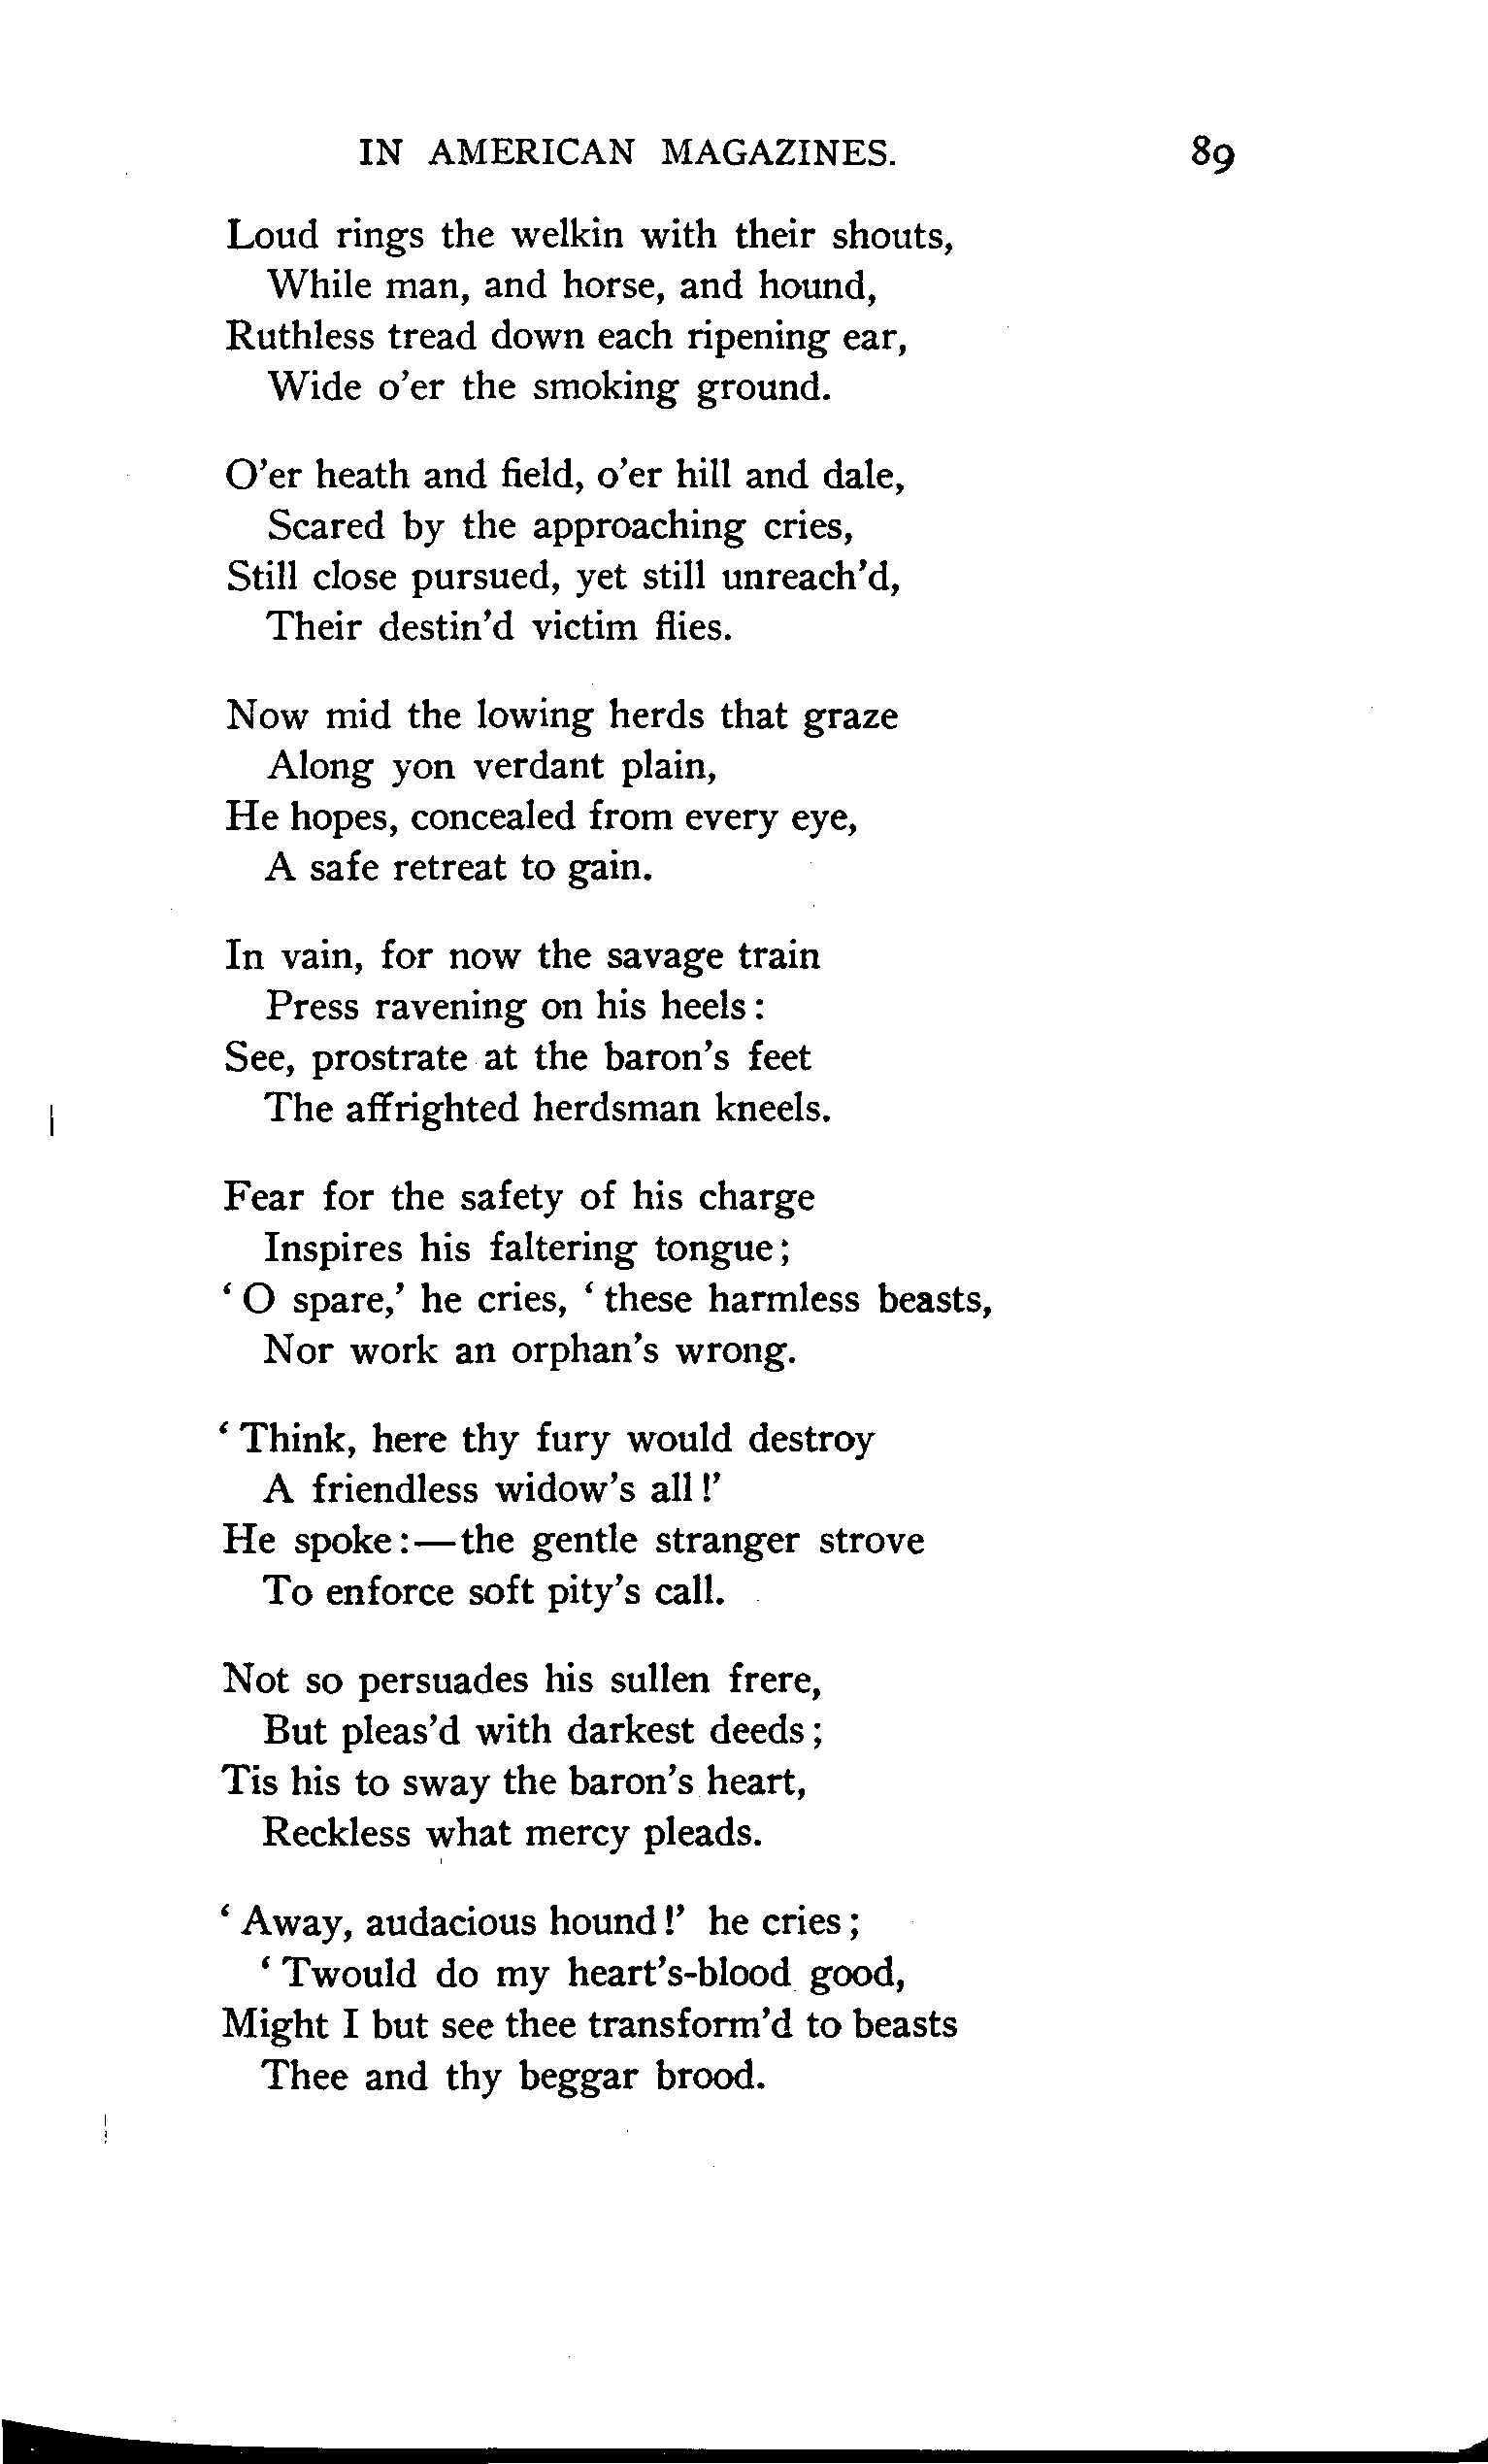 IN AMERICAN MAGAZINES. 89
Loud rings the welkin with their shouts,
While man, and horse, and hound,
Ruthless tread down each ripening ear,
Wide o'er the smoking ground.
O'er heath and field, o'er hill and dale,
Scared by the approaching cries,
Still close pursued, yet still unreach'd,
Their destin'd victim flies.
Now mid the lowing herds that graze
Along yon verdant plain,
He hopes, concealed from every eye,
A safe retreat to gain.
In vain, for now the savage train
Press ravening on his heels:
See, prostrate at the baron's feet
The affrighted herdsman kneels.
Fear for the safety of his charge
Inspires his faltering tongue;
‘ O spare,’ he cries, ‘ these harmless beasts,
Nor work an orphan's wrong.
‘ Think, here thy fury would destroy
A friendless widow's all!’
He spoke:—the gentle stranger strove
To enforce soft pity's call.
Not so persuades his sullen frere,
But pleas'd with darkest deeds;
Tis his to sway the baron's heart,
Reckless what mercy pleads.
‘ Away, audacious hound!’ he cries;
‘ Twould do my heart's-blood good,
Might I but see thee transform'd to beasts
Thee and thy beggar brood.